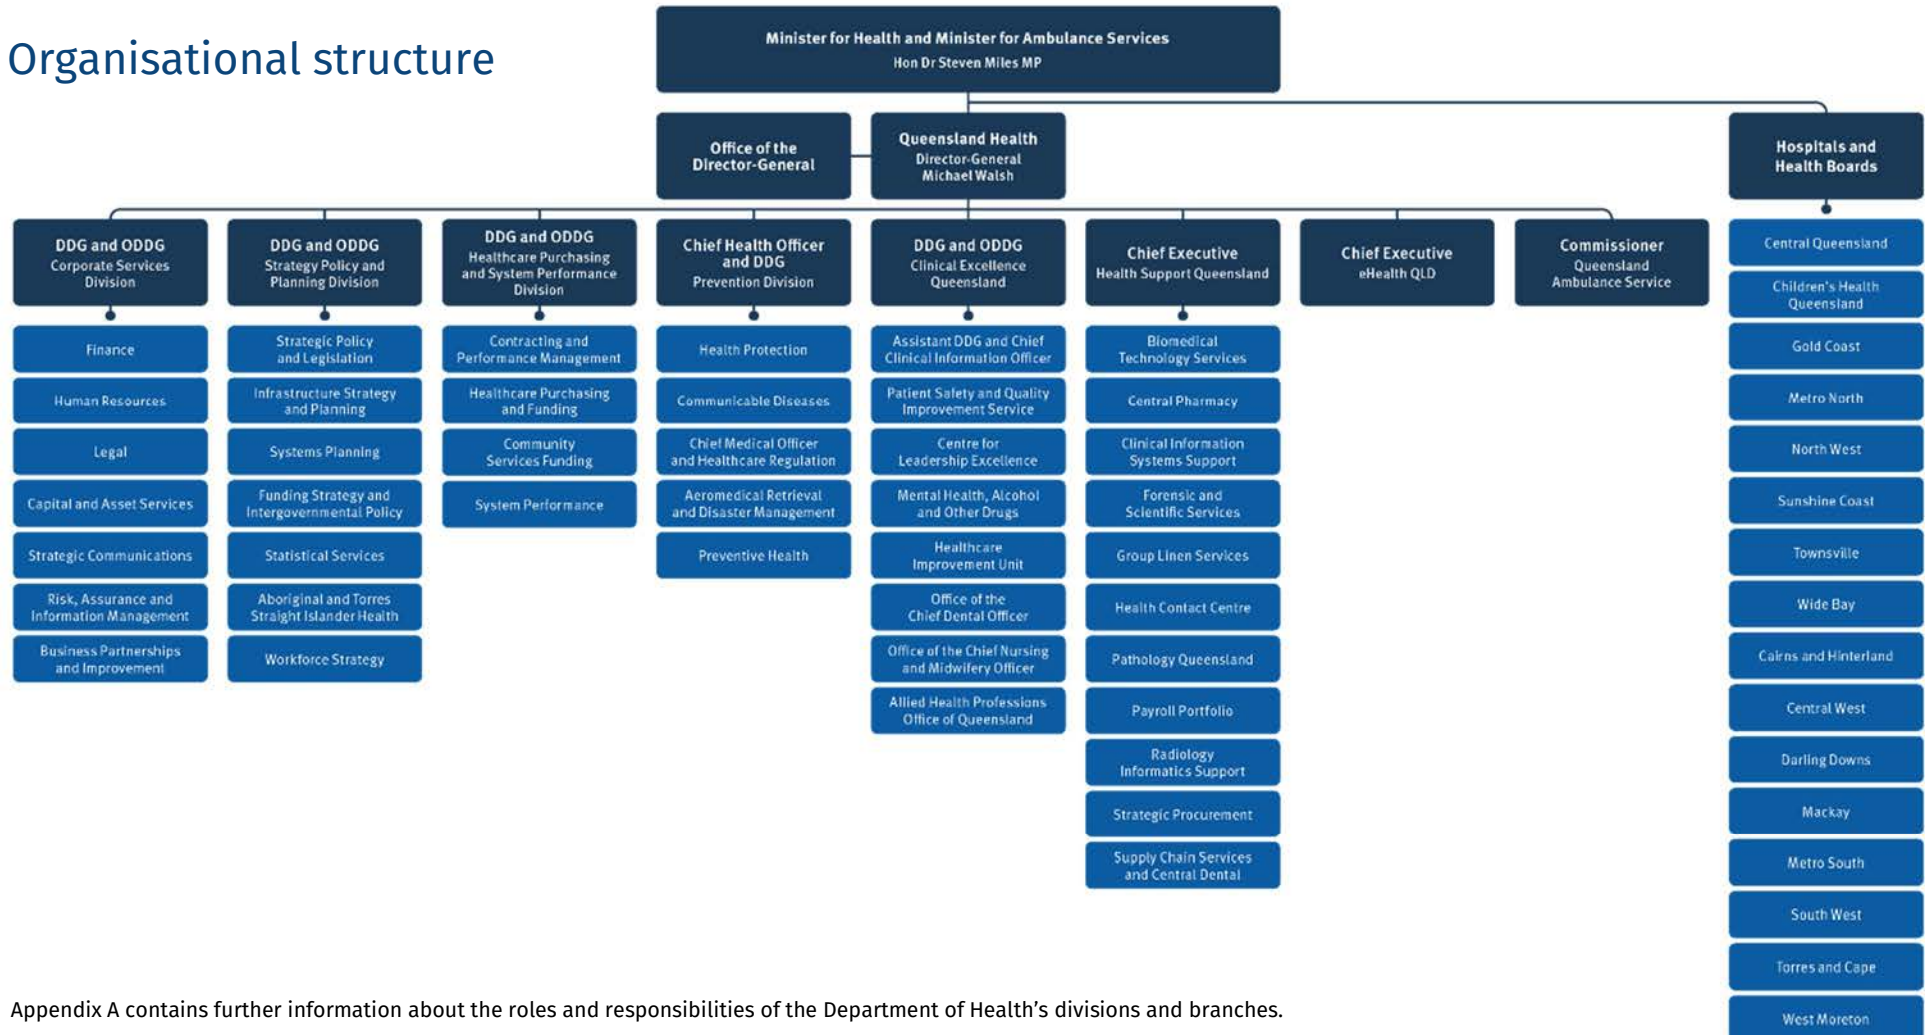 Organisational structure
Minister for Health and Minister for Ambulance Services
Hon Dr Steven Miles MP
Office of the
Director-General
Queensland Health
Director-General
Michael Walsh
Hospitals and
Health Boards
DDG and ODDG
Corporate Services
Division
Finance
Human Resources
Legal
Capital and Asset Services
Strategic Communications
Risk, Assurance and
Information Management
Business Partnerships
and Improvement
DDG and ODDG
Strategy Policy and
Planning Division
Strategic Policy
and Legislation
Infrastructure Strategy
and Planning
Systems Planning
Funding Strategy and
Intergovernmental Policy
Statistical Services
Aboriginal and Torres
Straight Islander Health
Workforce Strategy
DDG and ODDG
Healthcare Purchasing
and System Performance
Division
Contracting and
Performance Management
Healthcare Purchasing
and Funding
Community
Services Funding
System Performance
Chief Health Officer
and DDG
Prevention Division
Health Protection
Communicable Diseases
Chief Medical Officer
and Healthcare Regulation
Aeromedical Retrieval
and Disaster Management
Preventive Health
DDG and ODDG
Clinical Excellence
Queensland
Assistant DDG and Chief
Clinical Information Officer
Patient Safety and Quality
Improvement Service
Centre for
Leadership Excellence
Mental Health, Alcohol
and Other Drugs
Healthcare
Improvement Unit
Office of the
Chief Dental Officer
Office of the Chief Nursing
and Midwifery Officer
Allied Health Professions
Office of Queensland
Chief Executive
Health Support Queensland
Biomedical
Technology Services
Central Pharmacy
Clinical Information
Systems Support
Forensic and
Scientific Services
Group Linen Services
Health Contact Centre
Pathology Queensland
Payroll Portfolio
Radiology
Informatics Support
Strategic Procurement
Supply Chain Services
and Central Dental
Chief Executive
eHealth QLD
Commissioner
Queensland
Ambulance Service
Central Queensland
Children's Health
Queensland
Gold Coast
Metro North
North West
Sunshine Coast
Townsville
Wide Bay
Cairns and Hinterland
Central West
Darling Downs
Mackay
Metro South
South West
Torres and Cape
West Moreton
Appendix A contains further information about the roles and responsibilities of the Department of Health’s divisions and branches.